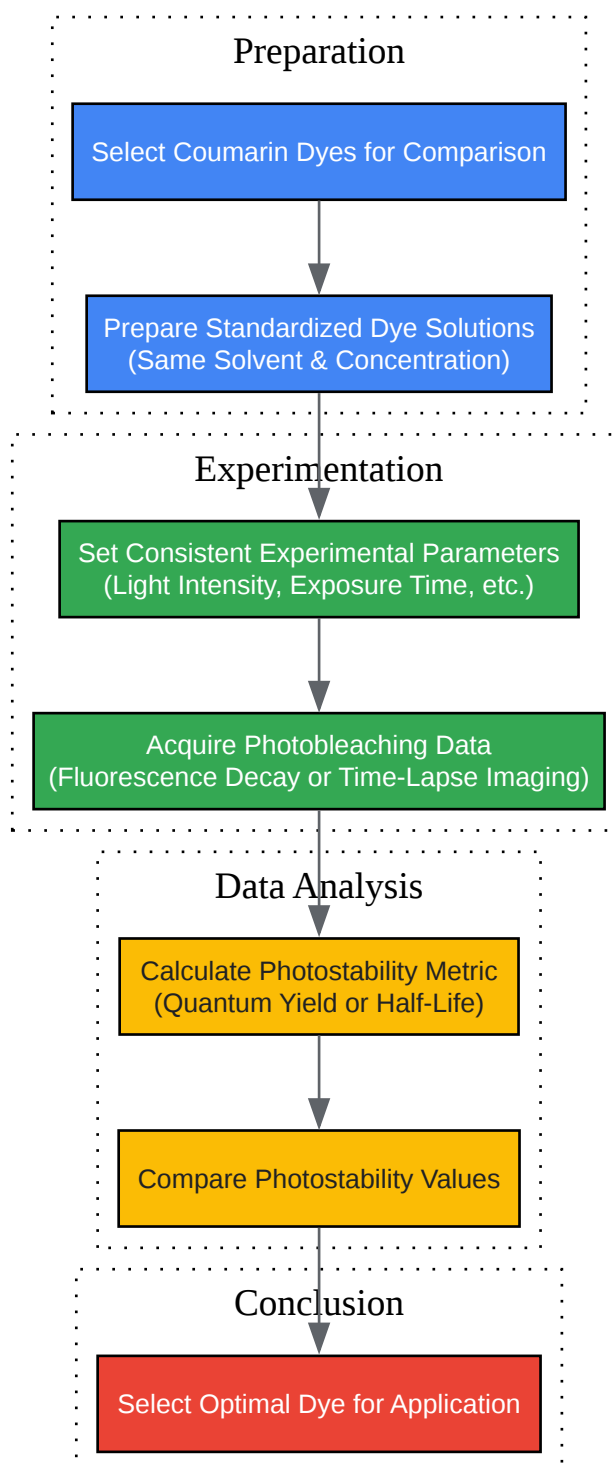 Preparation
Select Coumarin Dyes for Comparison
Prepare Standardized Dye Solutions
(Same Solvent & Concentration)
Experimentation
Set Consistent Experimental Parameters
(Light Intensity, Exposure Time, etc.)
Acquire Photobleaching Data
(Fluorescence Decay or Time-Lapse Imaging)
Data Analysis
Calculate Photostability Metric
(Quantum Yield or Half-Life)
Compare Photostability Values
Conclusion
Select Optimal Dye for Application